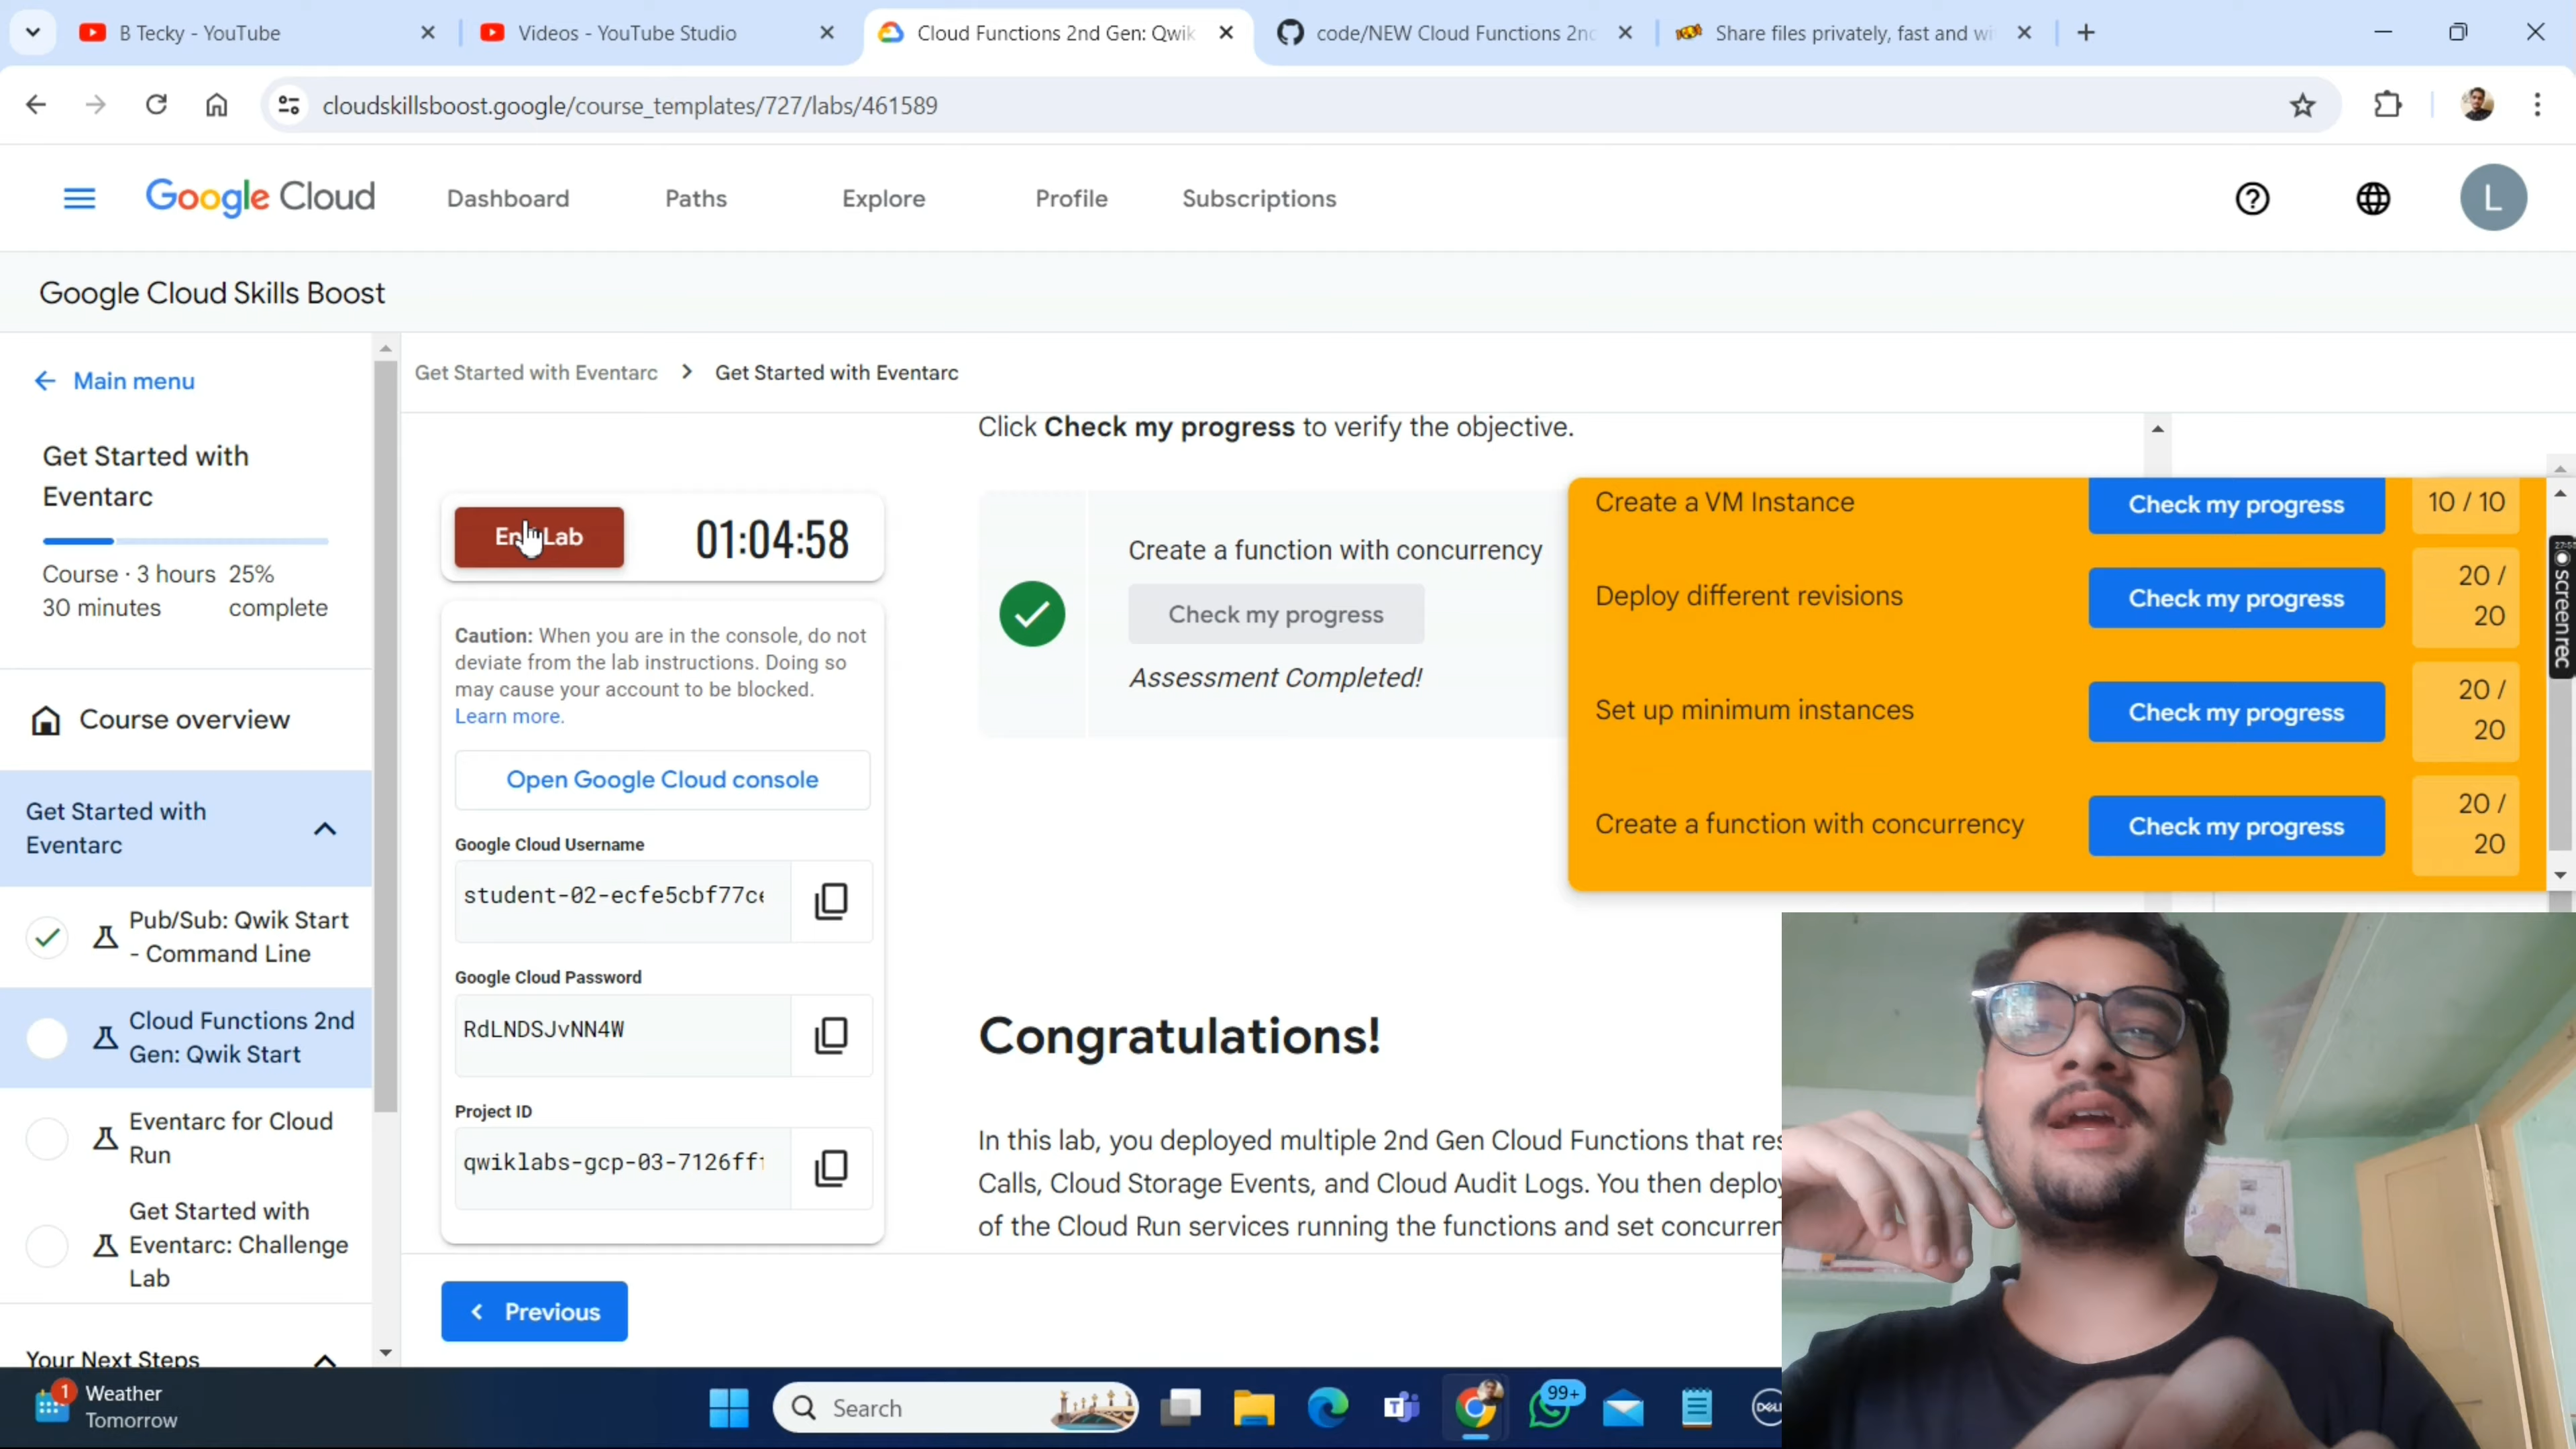 B Tecky - YouTube
Videos - YouTube Studio
Cloud Functions 2nd Gen: Qwik
code/NEW Cloud Functions 2nd
Share files privately, fast and wi
cloudskillsboost.google/course_templates/727/labs/461589
Google Cloud
Dashboard
Paths
Explore
Profile
Subscriptions
L
Google Cloud Skills Boost
Main menu
Get Started with
Eventarc
Course · 3 hours
30 minutes
25%
complete
Course overview
Get Started with
Eventarc
Pub/Sub: Qwik Start
- Command Line
Cloud Functions 2nd
Gen: Qwik Start
Eventarc for Cloud
Run
Get Started with
Eventarc: Challenge
Lab
Your Next Steps
Get Started with Eventarc > Get Started with Eventarc
End Lab
01:04:58
Caution: When you are in the console, do not
deviate from the lab instructions. Doing so
may cause your account to be blocked.
Learn more.
Open Google Cloud console
Google Cloud Username
student-02-ecfe5cbf77ce
Google Cloud Password
RdLNDSJvNN4W
Project ID
qwiklabs-gcp-03-7126fff
Previous
Click Check my progress to verify the objective.
Create a function with concurrency
Check my progress
Assessment Completed!
Congratulations!
In this lab, you deployed multiple 2nd Gen Cloud Functions that res
Calls, Cloud Storage Events, and Cloud Audit Logs. You then deploy
of the Cloud Run services running the functions and set concurren
Create a VM Instance
Check my progress
10 / 10
Deploy different revisions
Check my progress
20 /
20
Set up minimum instances
Check my progress
20 /
20
Create a function with concurrency
Check my progress
20 /
20
screenrec
1
Weather
Tomorrow
Search
99+
DELL